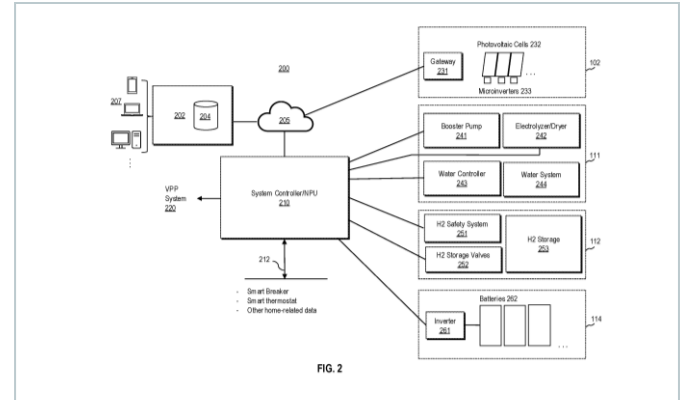 200
207
202
204
205
Photovoltaic Cells 232
Gateway
231
Microinverters 233
...
102
Booster Pump
241
Electrolyzer/Dryer
242
Water Controller
243
Water System
244
111
System Controller/NPU
210
VPP
System
220
212
- Smart Breaker
- Smart thermostat
- Other home-related data
H2 Safety System
251
H2 Storage Valves
252
H2 Storage
253
112
Batteries 262
Inverter
261
...
114
FIG. 2